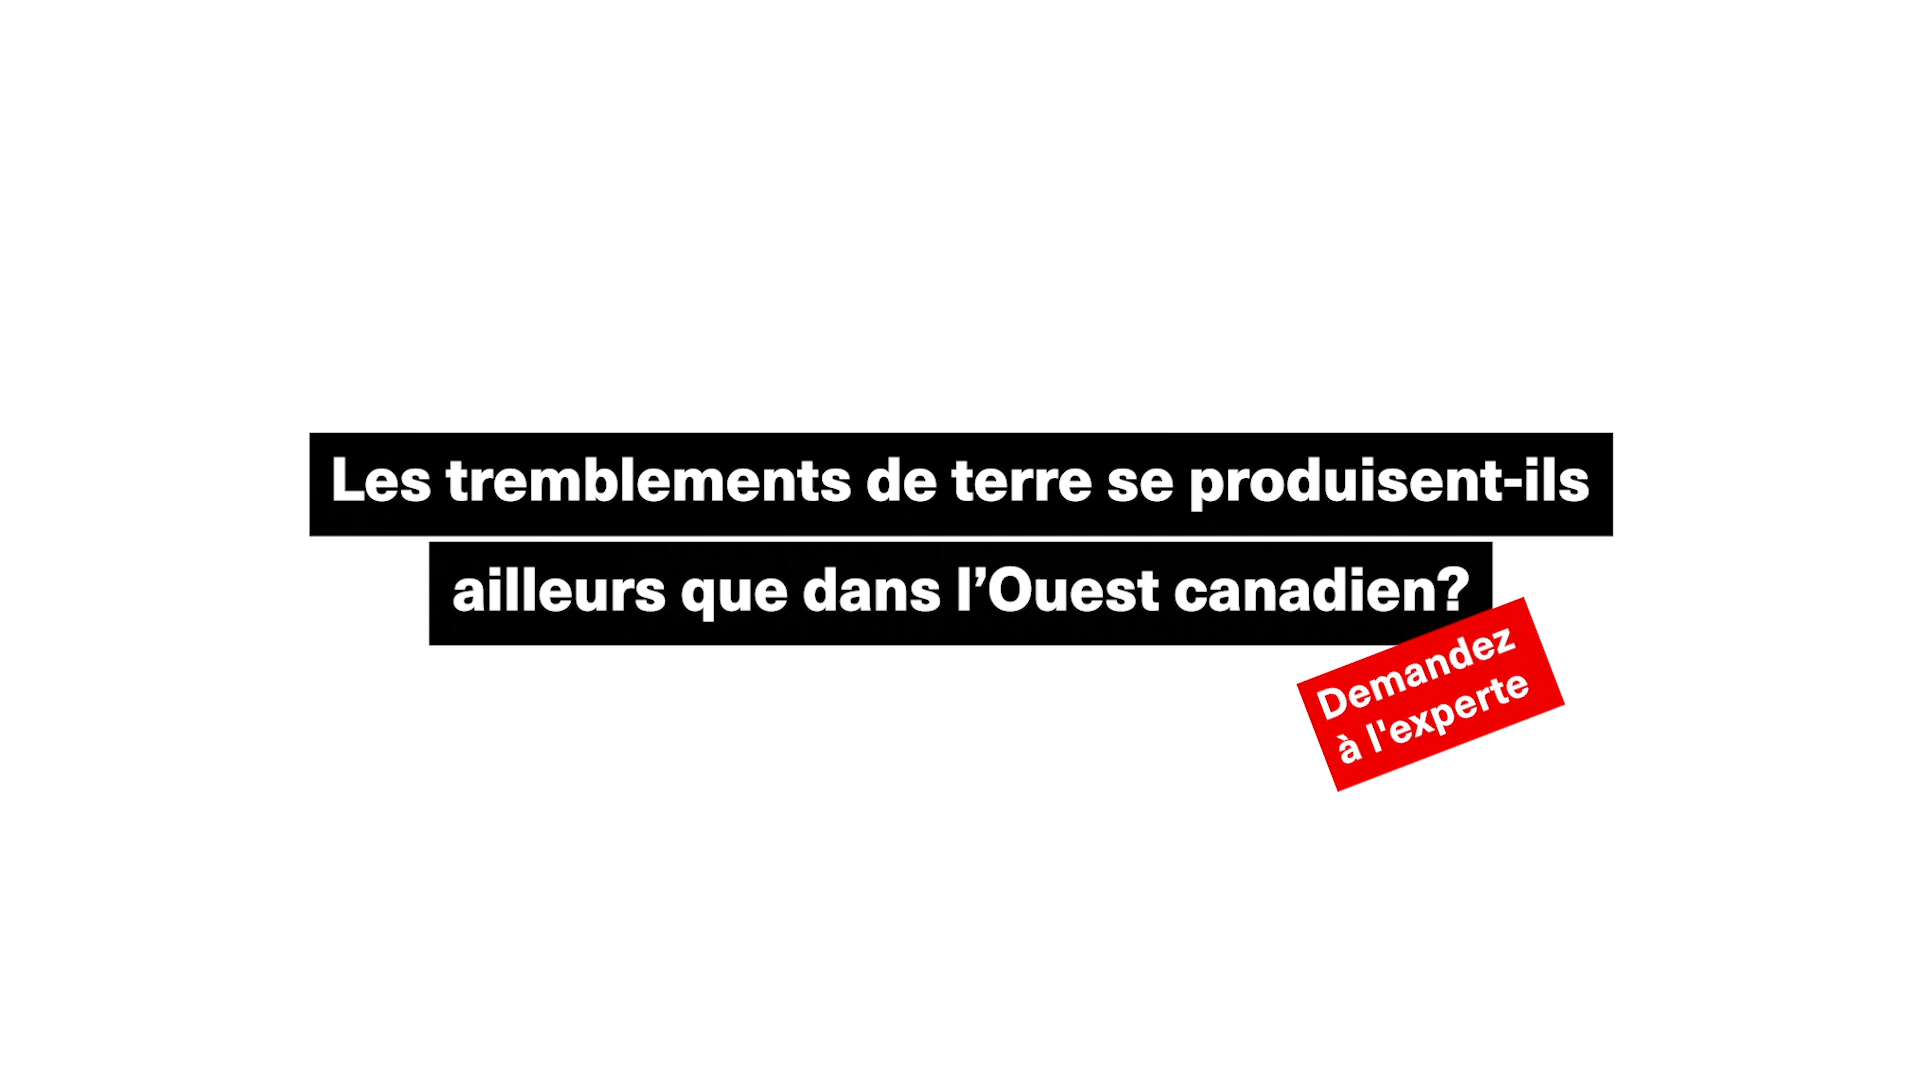 Les tremblements de terre se produisent-ils
ailleurs que dans l’Ouest canadien?
Demandez
à l'experte